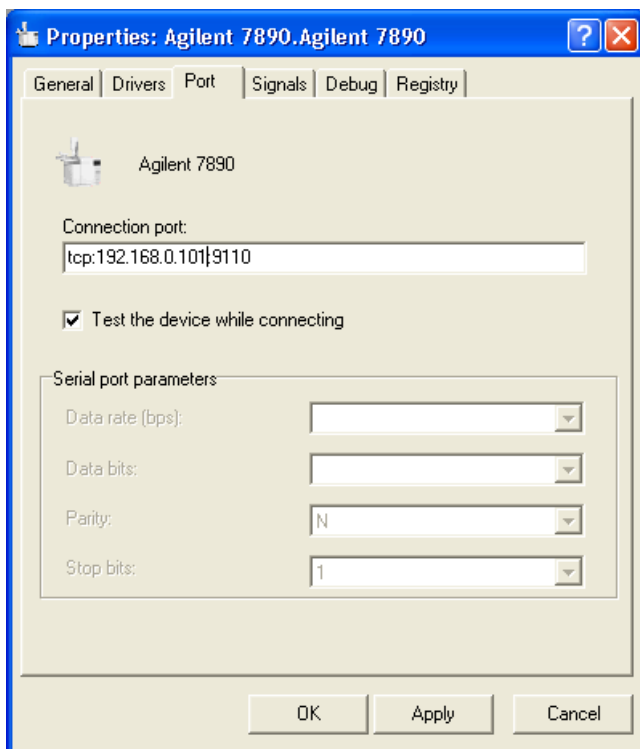 Properties: Agilent 7890.Agilent 7890
General Drivers Port Signals Debug Registry
Agilent 7890
Connection port:
tcp:192.168.0.101:9110
Test the device while connecting
Serial port parameters
Data rate (bps):
Data bits:
Parity: N
Stop bits: 1
OK Apply Cancel